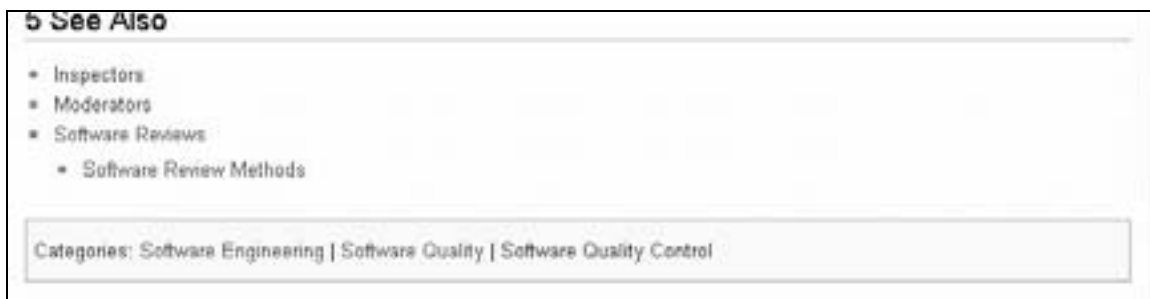 5 See Also
Inspectors
Moderators
Software Reviews
Software Review Methods
Categories: Software Engineering | Software Quality | Software Quality Control